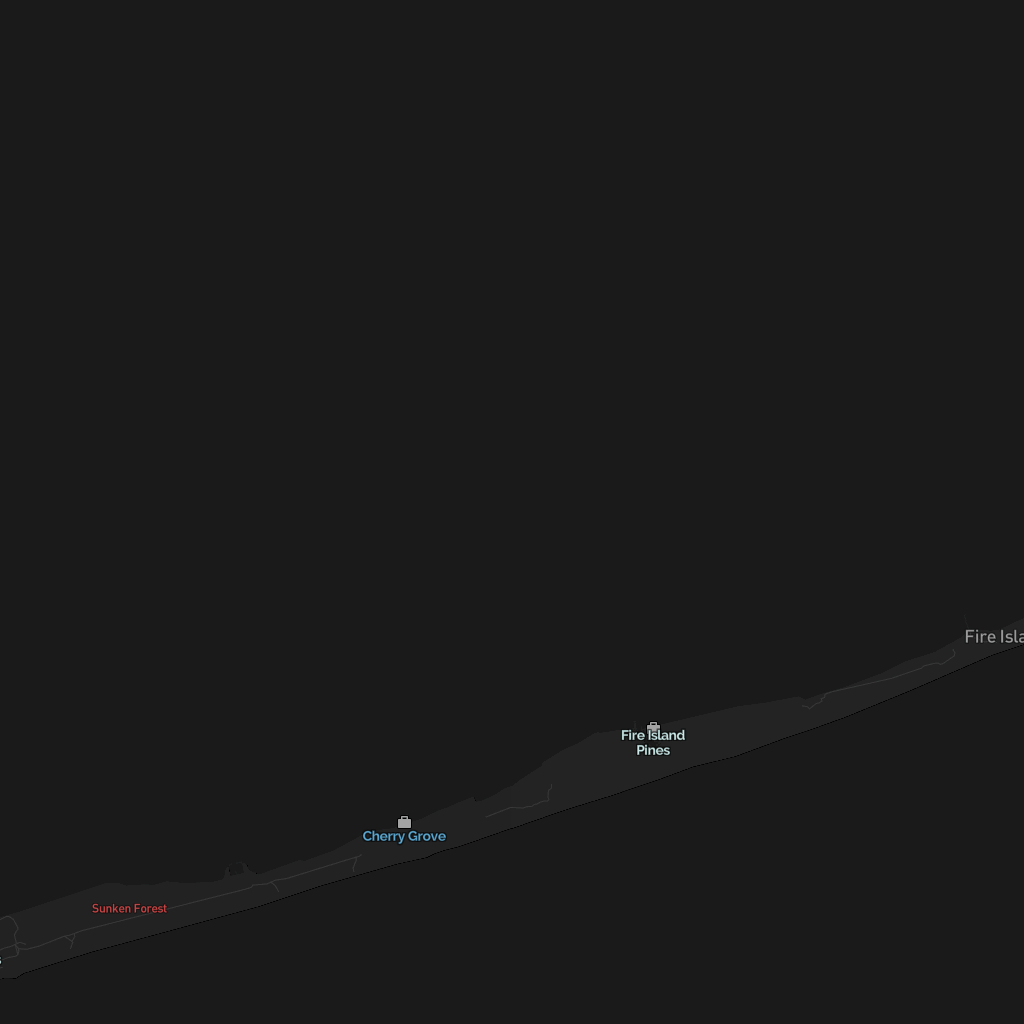 Fire Isla
Fire Island
Pines
Cherry Grove
Sunken Forest
s